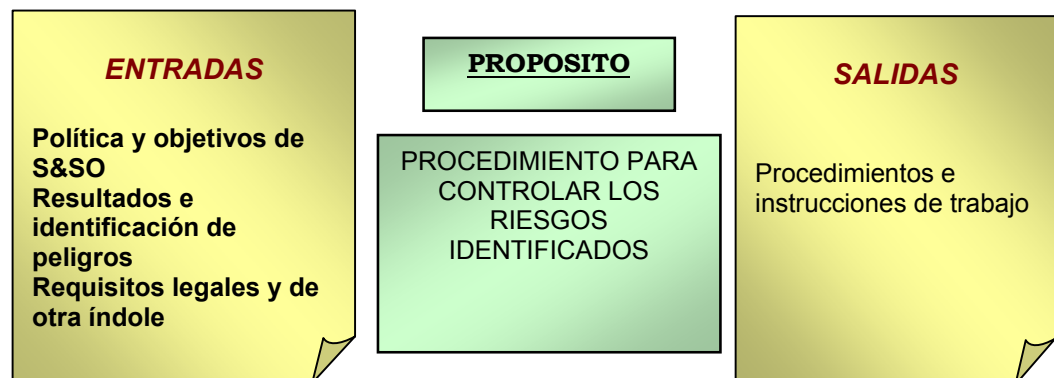 ENTRADAS
Política y objetivos de
S&SO
Resultados e
identificación de
peligros
Requisitos legales y de
otra índole
PROPOSITO
PROCEDIMIENTO PARA
CONTROLAR LOS
RIESGOS
IDENTIFICADOS
SALIDAS
Procedimientos e
instrucciones de trabajo